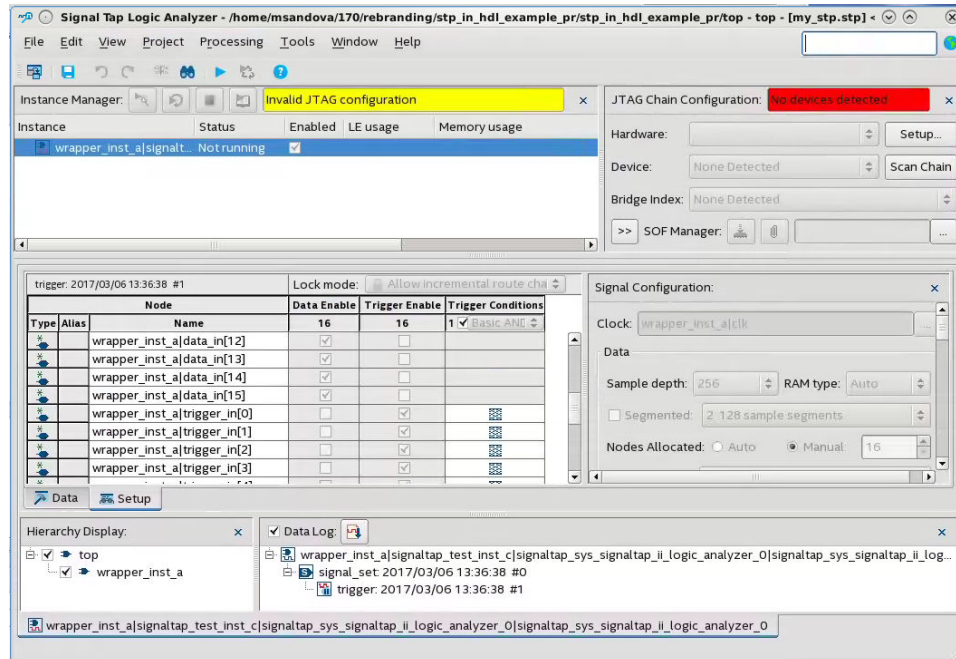 Signal Tap Logic Analyzer - /home/msandova/170/rebranding/stp_in_hdl_example_pr/stp_in_hdl_example_pr/top - top - [my_stp.stp] <
File Edit View Project Processing Tools Window Help
Instance Manager: Invalid JTAG configuration x
Instance Status Enabled LE usage Memory usage
wrapper_inst_a|signalt... Not running
JTAG Chain Configuration: No devices detected x
Hardware: Setup...
Device: None Detected Scan Chain
Bridge Index: None Detected
>> SOF Manager: ...
trigger: 2017/03/06 13:36:38 #1 Lock mode: Allow incremental route cha
Node Data Enable Trigger Enable Trigger Conditions
Type Alias Name 16 16 1 Basic AND
wrapper_inst_a|data_in[12]
wrapper_inst_a|data_in[13]
wrapper_inst_a|data_in[14]
wrapper_inst_a|data_in[15]
wrapper_inst_a|trigger_in[0]
wrapper_inst_a|trigger_in[1]
wrapper_inst_a|trigger_in[2]
wrapper_inst_a|trigger_in[3]
Signal Configuration: x
Clock: wrapper_inst_a|clk ...
Data
Sample depth: 256 RAM type: Auto
Segmented: 2 128 sample segments
Nodes Allocated: Auto Manual: 16
Data Setup
Hierarchy Display: x
top
wrapper_inst_a
Data Log: x
wrapper_inst_a|signaltap_test_inst_c|signaltap_sys_signaltap_ii_logic_analyzer_0|signaltap_sys_signaltap_ii_log...
signal_set: 2017/03/06 13:36:38 #0
trigger: 2017/03/06 13:36:38 #1
wrapper_inst_a|signaltap_test_inst_c|signaltap_sys_signaltap_ii_logic_analyzer_0|signaltap_sys_signaltap_ii_logic_analyzer_0